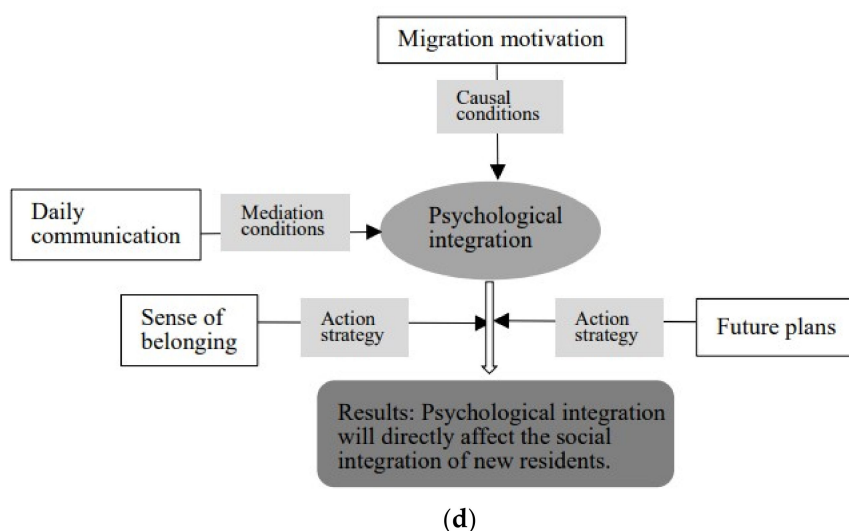 Migration motivation
Causal
conditions
Daily
communication
Mediation
conditions
Psychological
integration
Sense of
belonging
Action
strategy
Action
strategy
Future plans
Results: Psychological integration
will directly affect the social
integration of new residents.
(d)